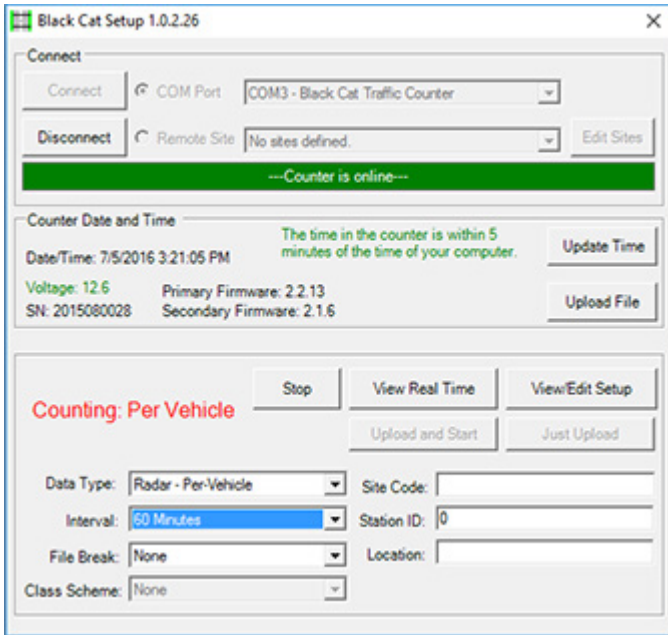 Black Cat Setup 1.0.2.26
Connect
Connect COM Port COM3 - Black Cat Traffic Counter
Disconnect Remote Site No sites defined. Edit Sites
---Counter is online---
Counter Date and Time
Date/Time: 7/5/2016 3:21:05 PM
The time in the counter is within 5
minutes of the time of your computer.
Update Time
Voltage: 12.6 Primary Firmware: 2.2.13
SN: 2015080028 Secondary Firmware: 2.1.6
Upload File
Counting: Per Vehicle
Stop View Real Time View/Edit Setup
Upload and Start Just Upload
Data Type: Radar - Per-Vehicle Site Code:
Interval: 60 Minutes Station ID: 0
File Break: None Location:
Class Scheme: None